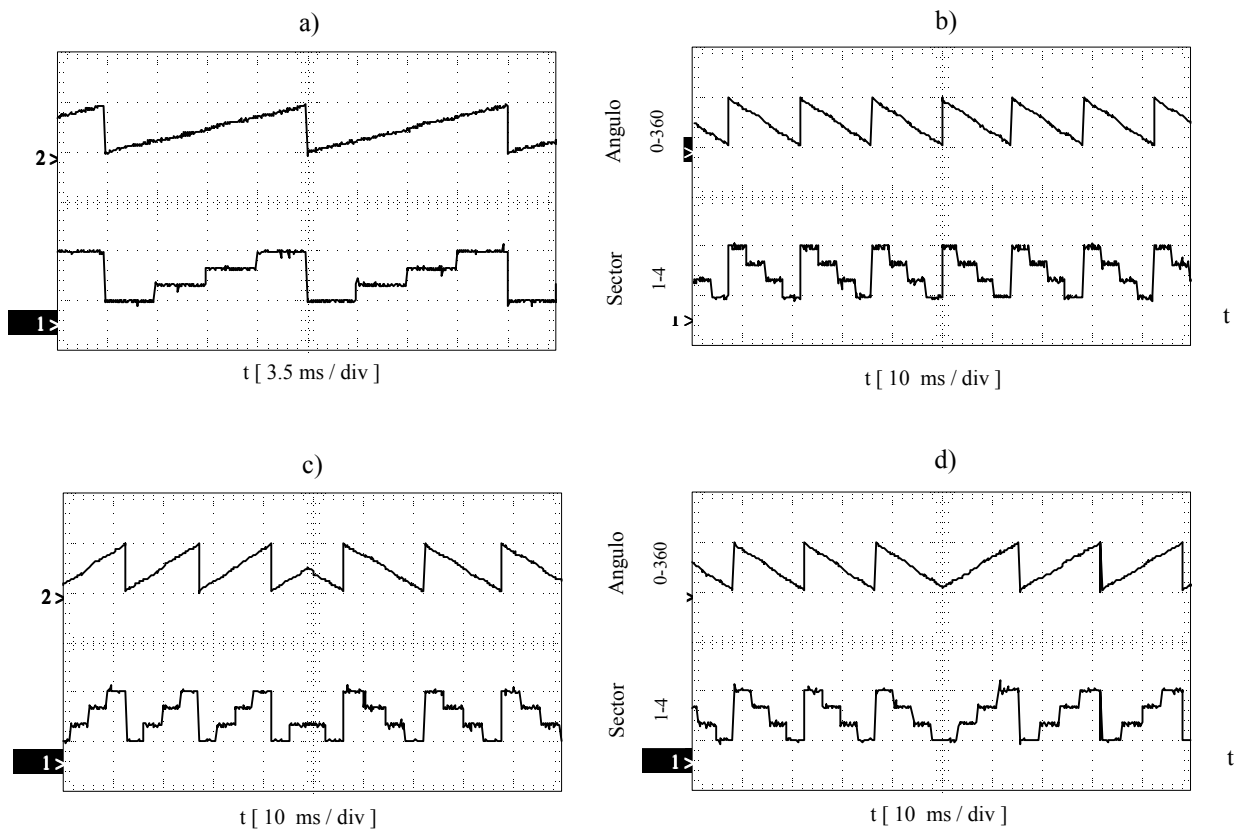 a)
2>
1>
t [ 3.5 ms / div ]
b)
Angulo
0-360
>
Sector
1-4
1>
t
t [ 10 ms / div ]
c)
2>
1>
t [ 10 ms / div ]
d)
Angulo
0-360
>
Sector
1-4
1>
t
t [ 10 ms / div ]